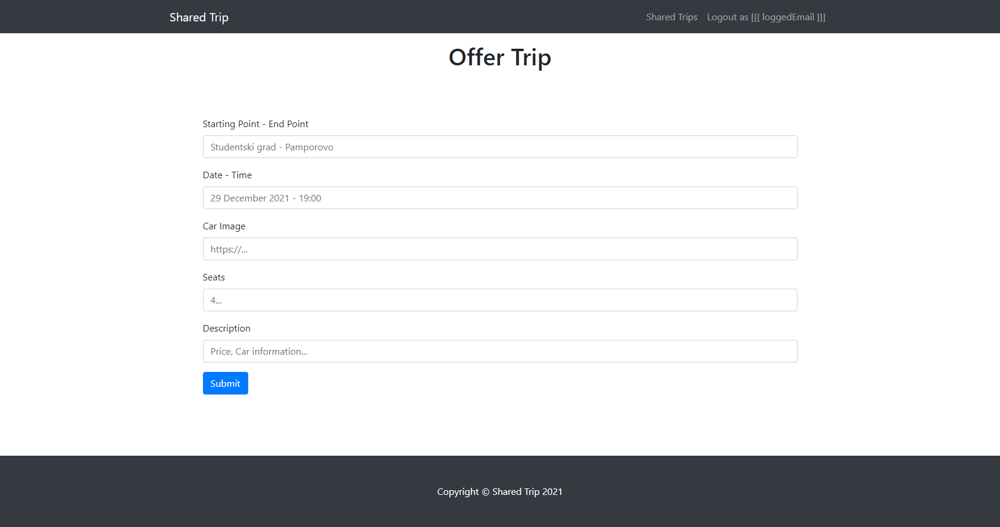 Shared Trip
Shared Trips
Logout as [{{ loggedEmail }}]
Offer Trip
Starting Point - End Point
Studentski grad - Pamporovo
Date - Time
29 December 2021 - 19:00
Car Image
https://...
Seats
4...
Description
Price, Car information...
Submit
Copyright © Shared Trip 2021